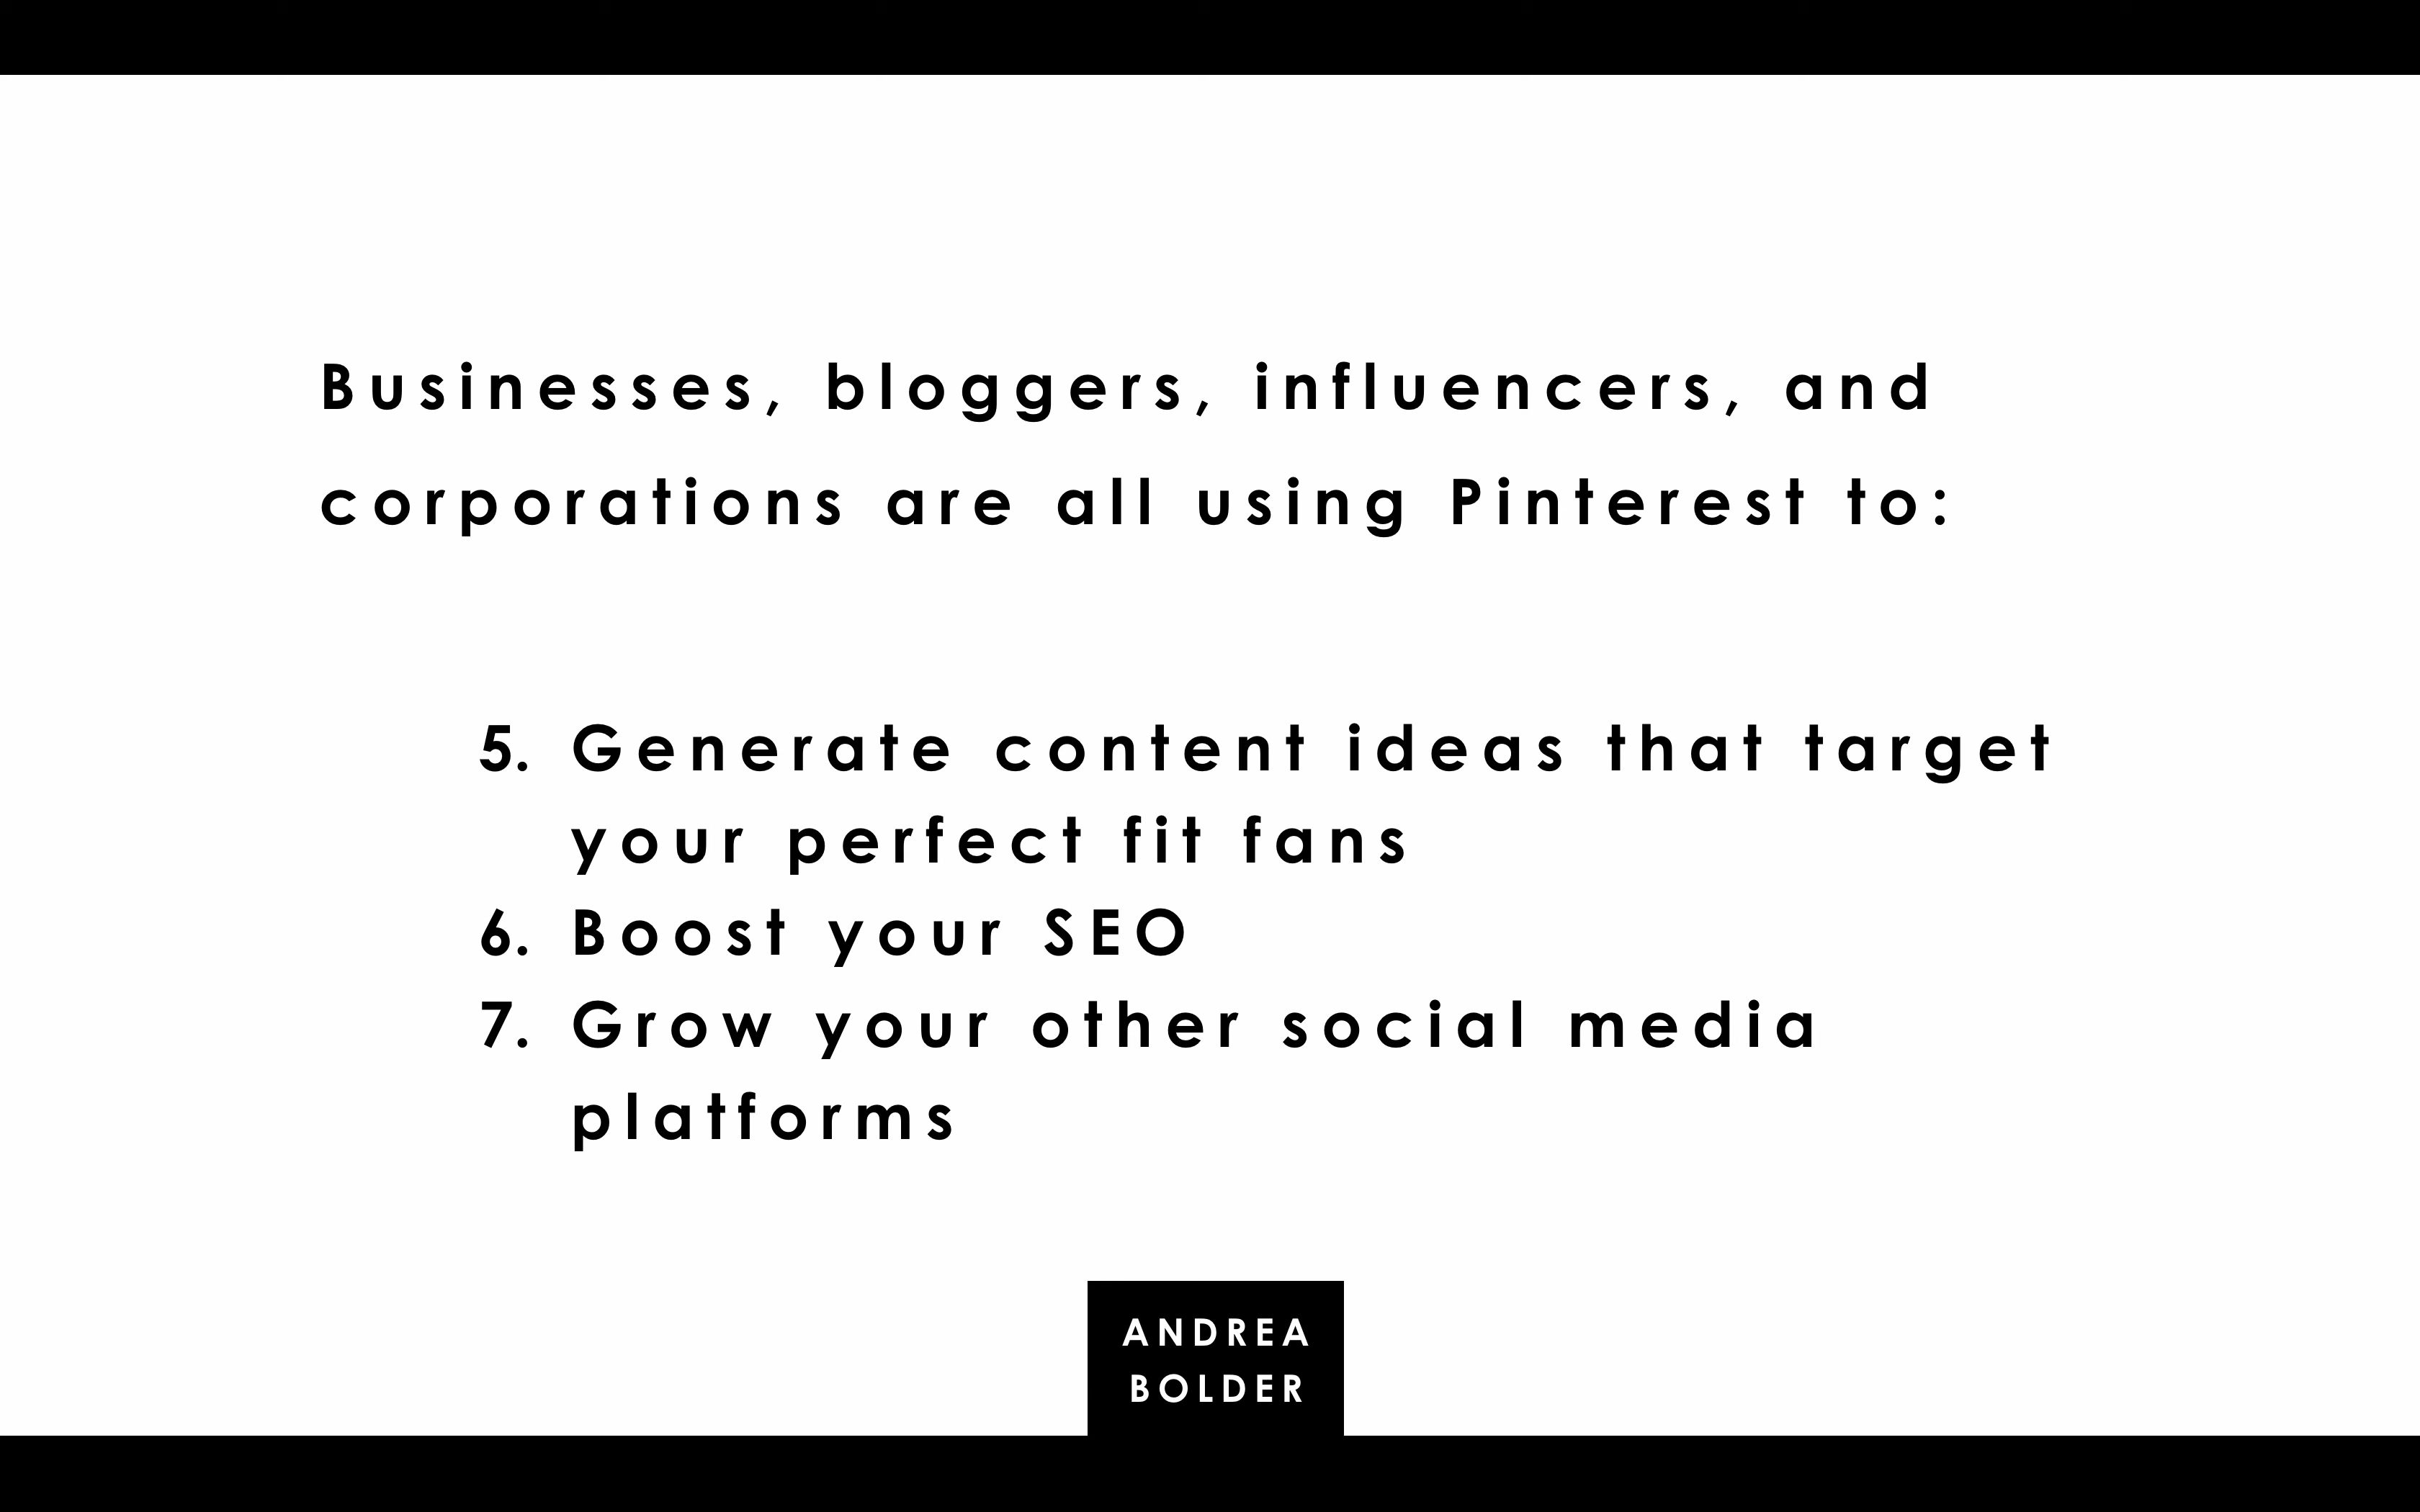 Businesses, bloggers, influencers, and
corporations are all using Pinterest to:
5. Generate content ideas that target
your perfect fit fans
6. Boost your SEO
7. Grow your other social media
platforms
ANDREA
BOLDER